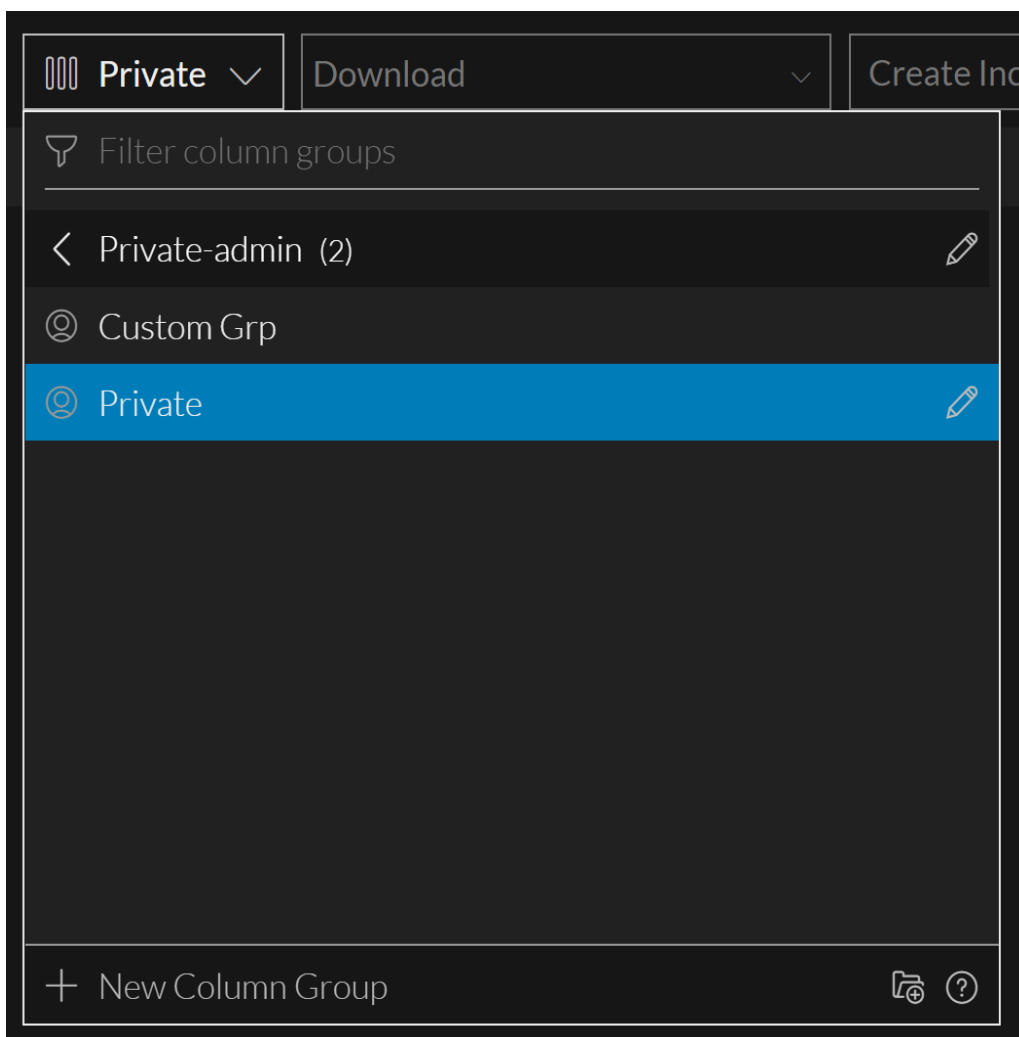 Private
Download
Create Inc
Filter column groups
Private-admin (2)
Custom Grp
Private
New Column Group